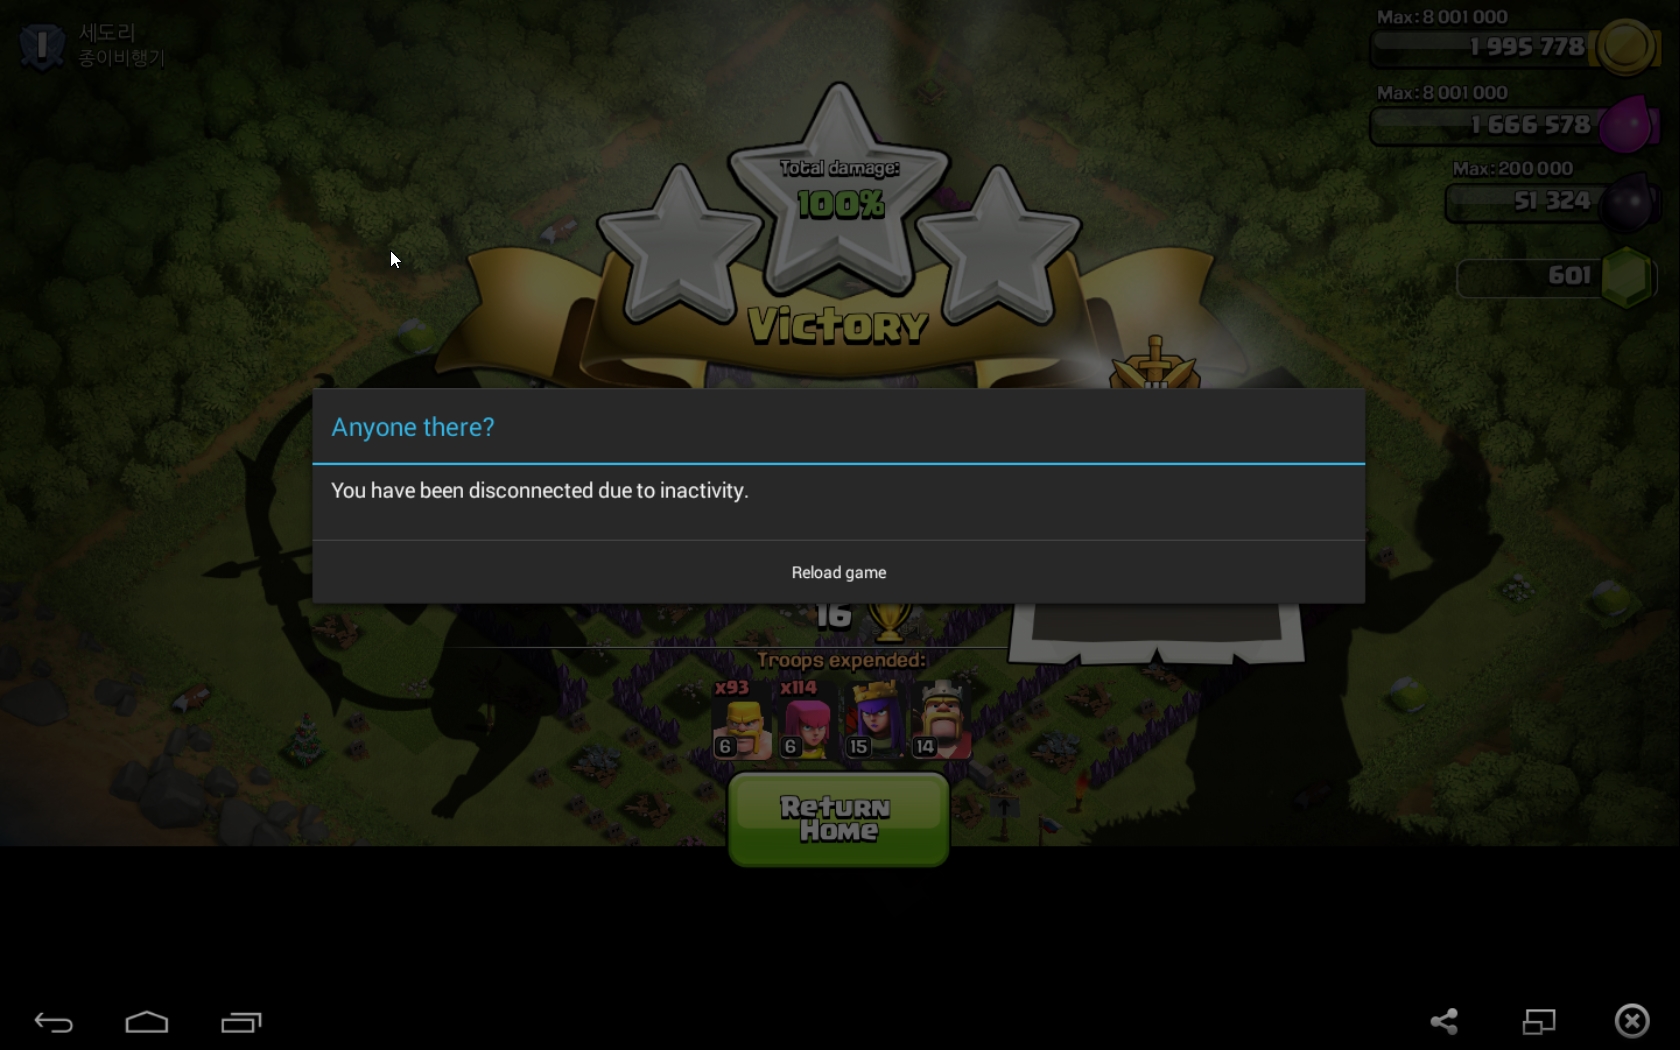 세도리
종이비행기
Max: 8 001 000
1 995 778
Max: 8 001 000
1 666 578
Max: 200 000
51 324
601
Total damage:
100%
Victory
Anyone there?
You have been disconnected due to inactivity.
Reload game
16
Troops expended:
x93 x114
6 6 15 14
Return
Home